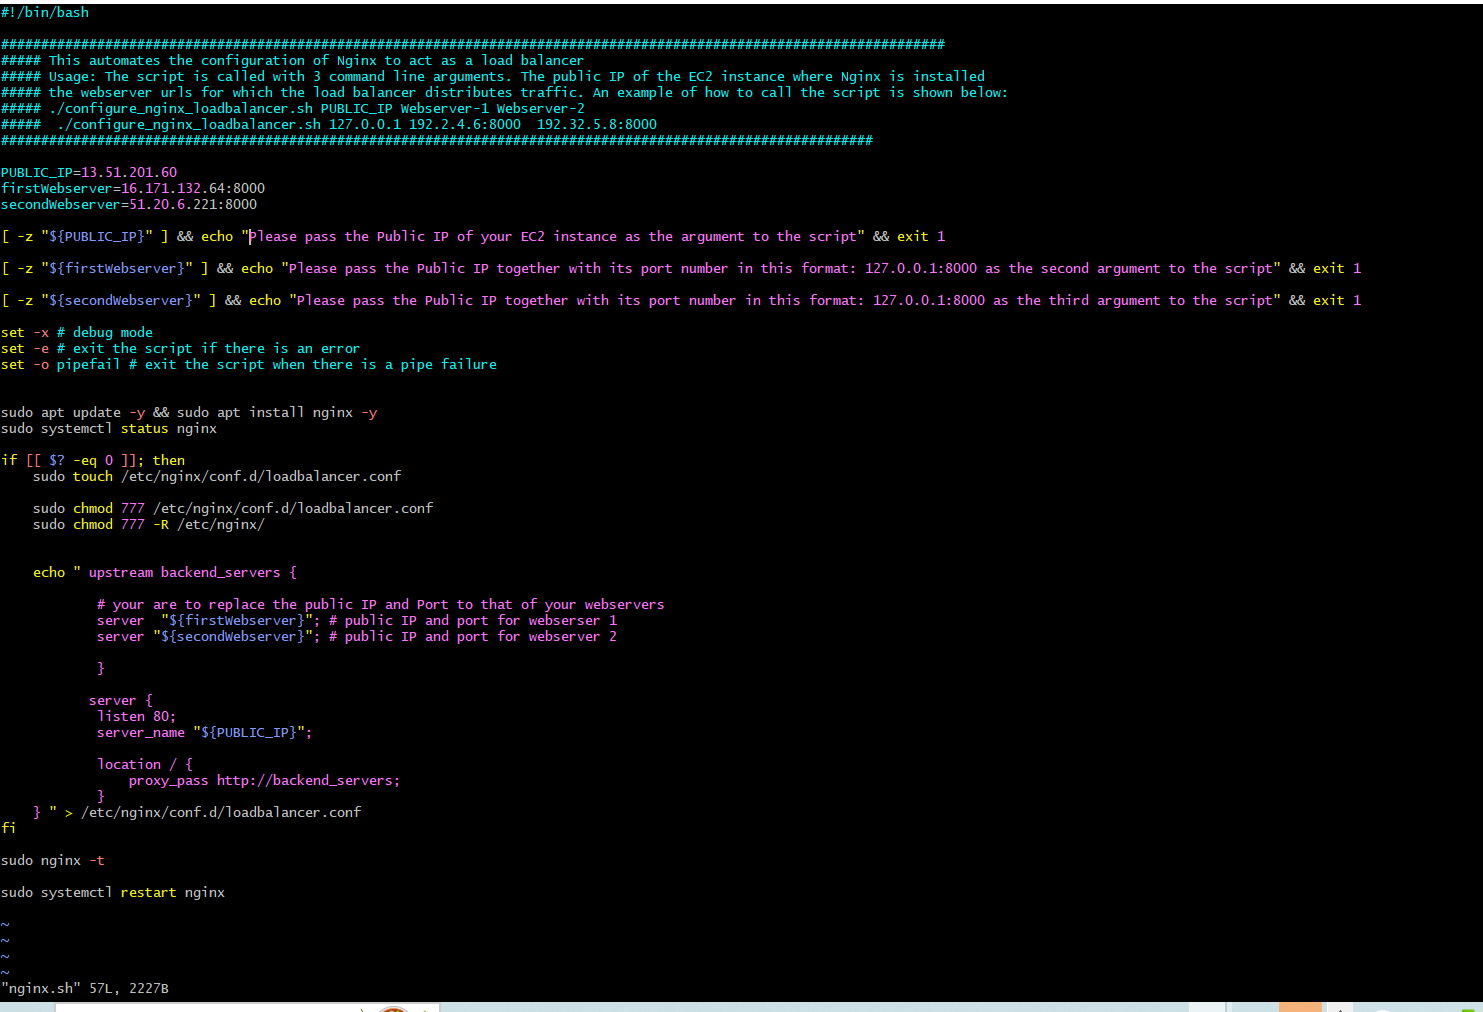 #!/bin/bash
######################################################################################################################
##### This automates the configuration of Nginx to act as a load balancer
##### Usage: The script is called with 3 command line arguments. The public IP of the EC2 instance where Nginx is installed
##### the webserver urls for which the load balancer distributes traffic. An example of how to call the script is shown below:
##### ./configure_nginx_loadbalancer.sh PUBLIC_IP Webserver-1 Webserver-2
#####  ./configure_nginx_loadbalancer.sh 127.0.0.1 192.2.4.6:8000  192.32.5.8:8000
#############################################################################################################
PUBLIC_IP=13.51.201.60
firstWebserver=16.171.132.64:8000
secondWebserver=51.20.6.221:8000
[ -z "${PUBLIC_IP}" ] && echo "Please pass the Public IP of your EC2 instance as the argument to the script" && exit 1
[ -z "${firstWebserver}" ] && echo "Please pass the Public IP together with its port number in this format: 127.0.0.1:8000 as the second argument to the script" && exit 1
[ -z "${secondWebserver}" ] && echo "Please pass the Public IP together with its port number in this format: 127.0.0.1:8000 as the third argument to the script" && exit 1
set -x # debug mode
set -e # exit the script if there is an error
set -o pipefail # exit the script when there is a pipe failure
sudo apt update -y && sudo apt install nginx -y
sudo systemctl status nginx
if [[ $? -eq 0 ]]; then
    sudo touch /etc/nginx/conf.d/loadbalancer.conf
    sudo chmod 777 /etc/nginx/conf.d/loadbalancer.conf
    sudo chmod 777 -R /etc/nginx/
    echo " upstream backend_servers {
            # your are to replace the public IP and Port to that of your webservers
            server  "${firstWebserver}"; # public IP and port for webserser 1
            server "${secondWebserver}"; # public IP and port for webserver 2
            }
           server {
            listen 80;
            server_name "${PUBLIC_IP}";
            location / {
                proxy_pass http://backend_servers;
            }
    } " > /etc/nginx/conf.d/loadbalancer.conf
fi
sudo nginx -t
sudo systemctl restart nginx
~
~
~
~
"nginx.sh" 57L, 2227B